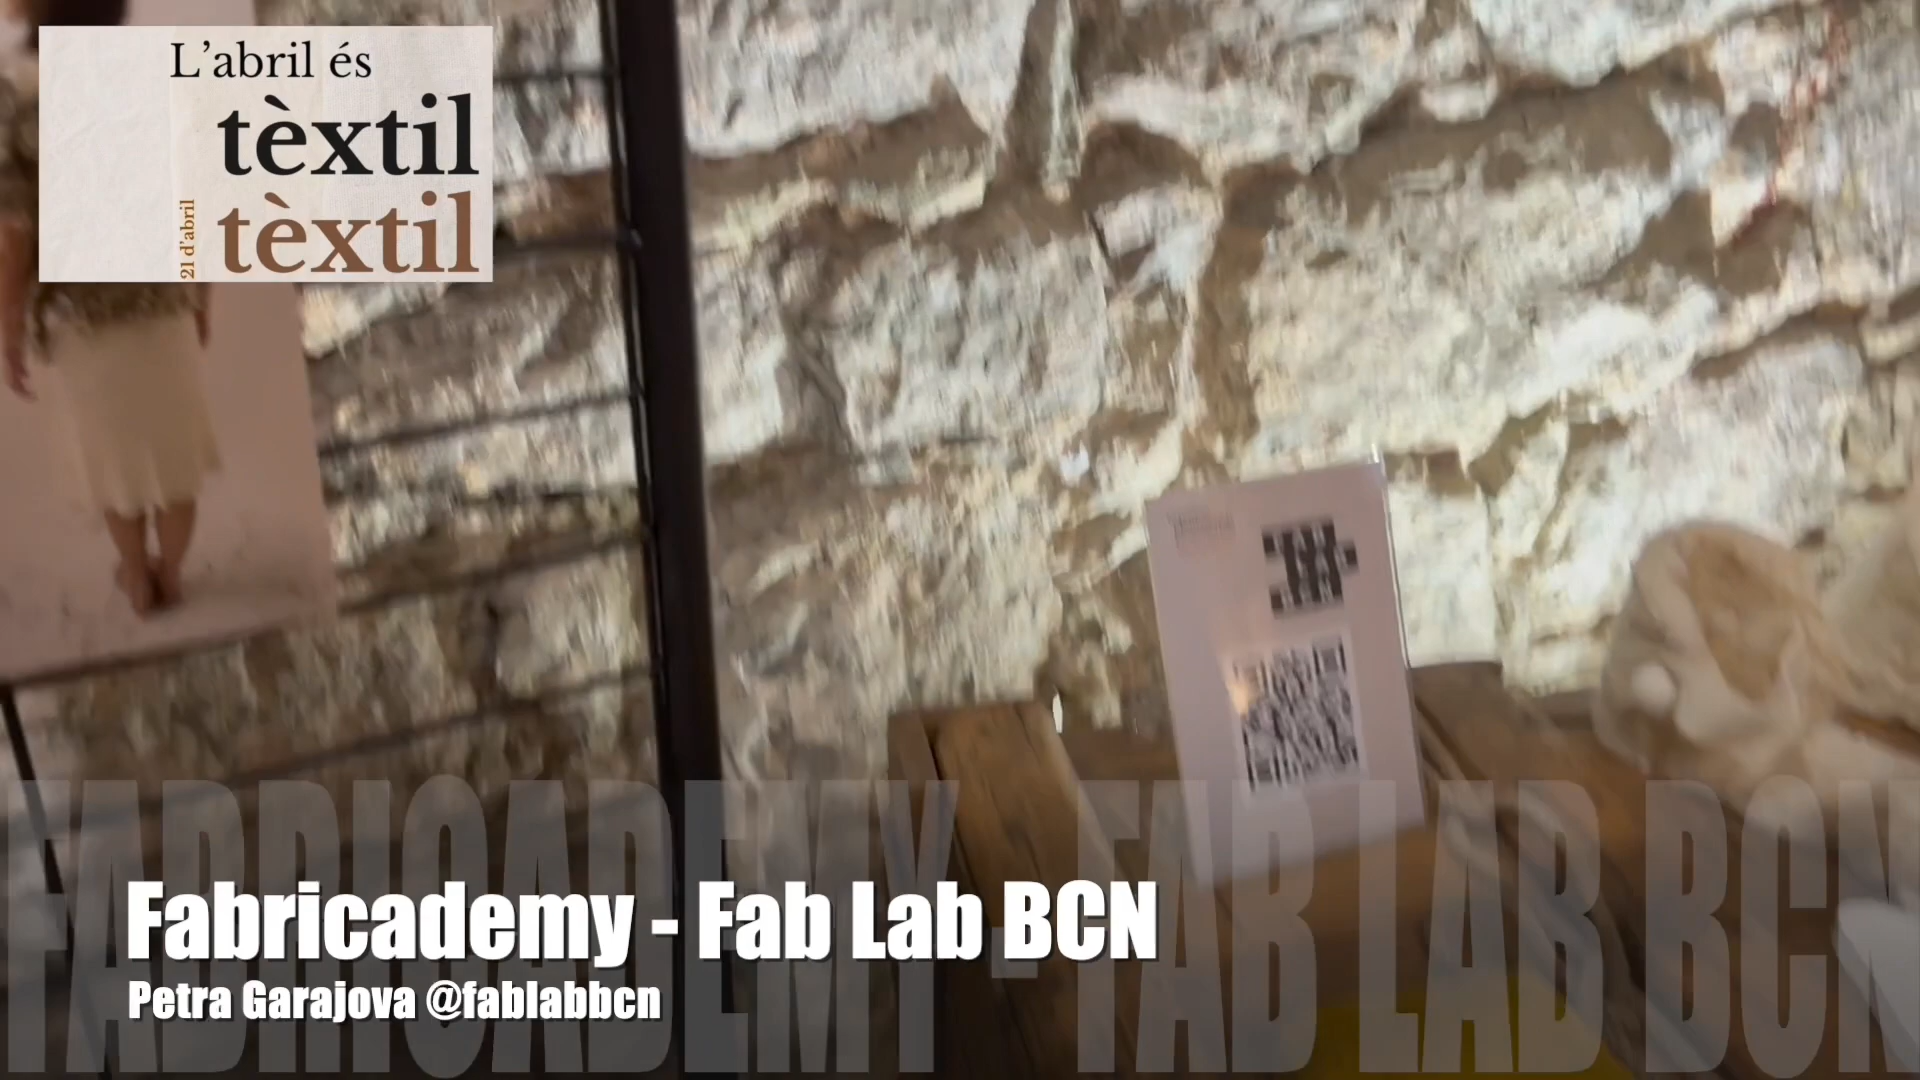 L'abril és
tèxtil
tèxtil
21 d'abril
FABRICADEMY - FAB LAB BCN
Fabricademy - Fab Lab BCN
Petra Garajova @fablabbcn